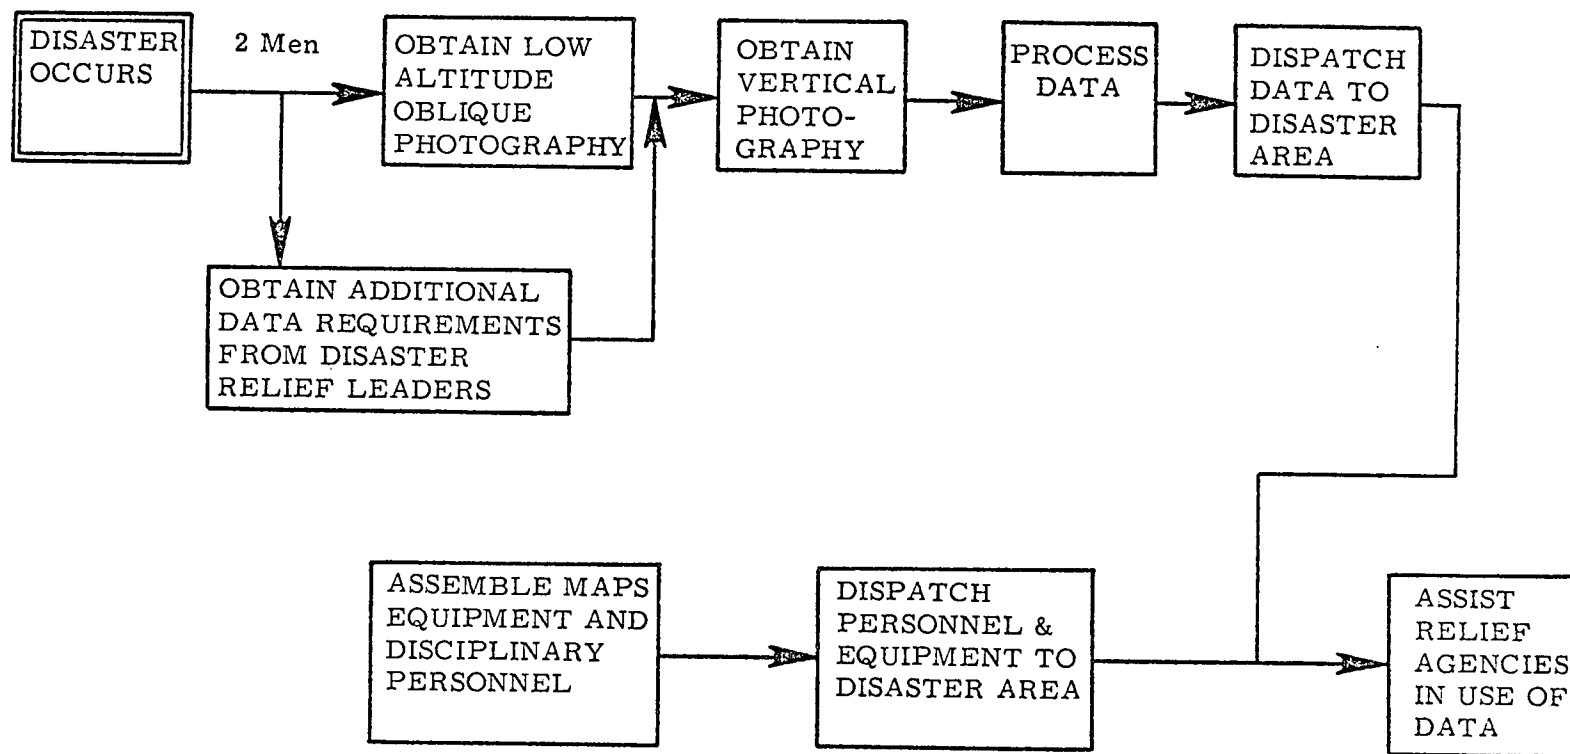 DISASTER
OCCURS
2 Men
OBTAIN LOW
ALTITUDE
OBLIQUE
PHOTOGRAPHY
OBTAIN
VERTICAL
PHOTO-
GRAPHY
PROCESS
DATA
DISPATCH
DATA TO
DISASTER
AREA
OBTAIN ADDITIONAL
DATA REQUIREMENTS
FROM DISASTER
RELIEF LEADERS
ASSEMBLE MAPS
EQUIPMENT AND
DISCIPLINARY
PERSONNEL
DISPATCH
PERSONNEL &
EQUIPMENT TO
DISASTER AREA
ASSIST
RELIEF
AGENCIES
IN USE OF
DATA